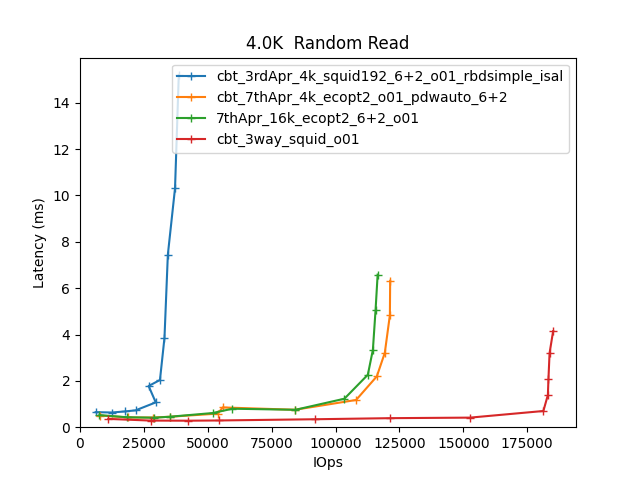 4.0K  Random Read
cbt_3rdApr_4k_squid192_6+2_o01_rbdsimple_isal
cbt_7thApr_4k_ecopt2_o01_pdwauto_6+2
7thApr_16k_ecopt2_6+2_o01
cbt_3way_squid_o01
Latency (ms)
14
12
10
8
6
4
2
0
0 25000 50000 75000 100000 125000 150000 175000
IOps